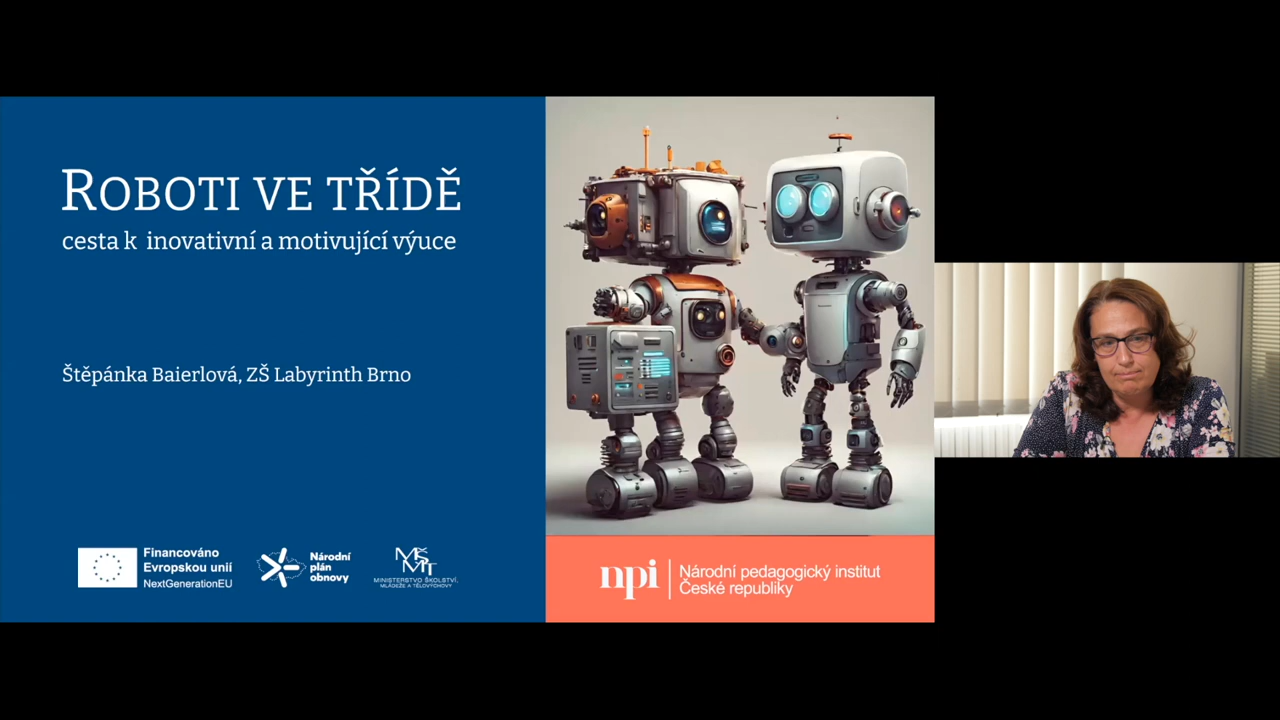 ROBOTI VE TŘÍDĚ
cesta k inovativní a motivující výuce
Štěpánka Baierlová, ZŠ Labyrinth Brno
Financováno
Evropskou unií
NextGenerationEU
Národní
plán
obnovy
MŠMT
MINISTERSTVO ŠKOLSTVÍ,
MLÁDEŽE A TĚLOVÝCHOVY
npi
Národní pedagogický institut
České republiky